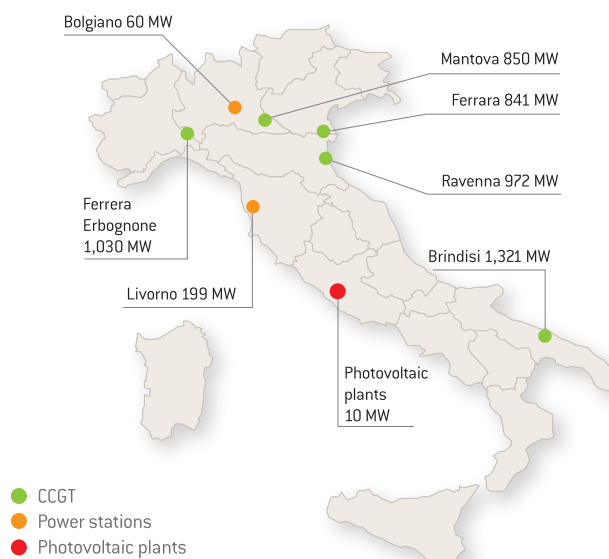 Bolgiano 60 MW
Mantova 850 MW
Ferrara 841 MW
Ravenna 972 MW
Ferrera
Erbognone
1,030 MW
Brindisi 1,321 MW
Livorno 199 MW
Photovoltaic
plants
10 MW
CCGT
Power stations
Photovoltaic plants